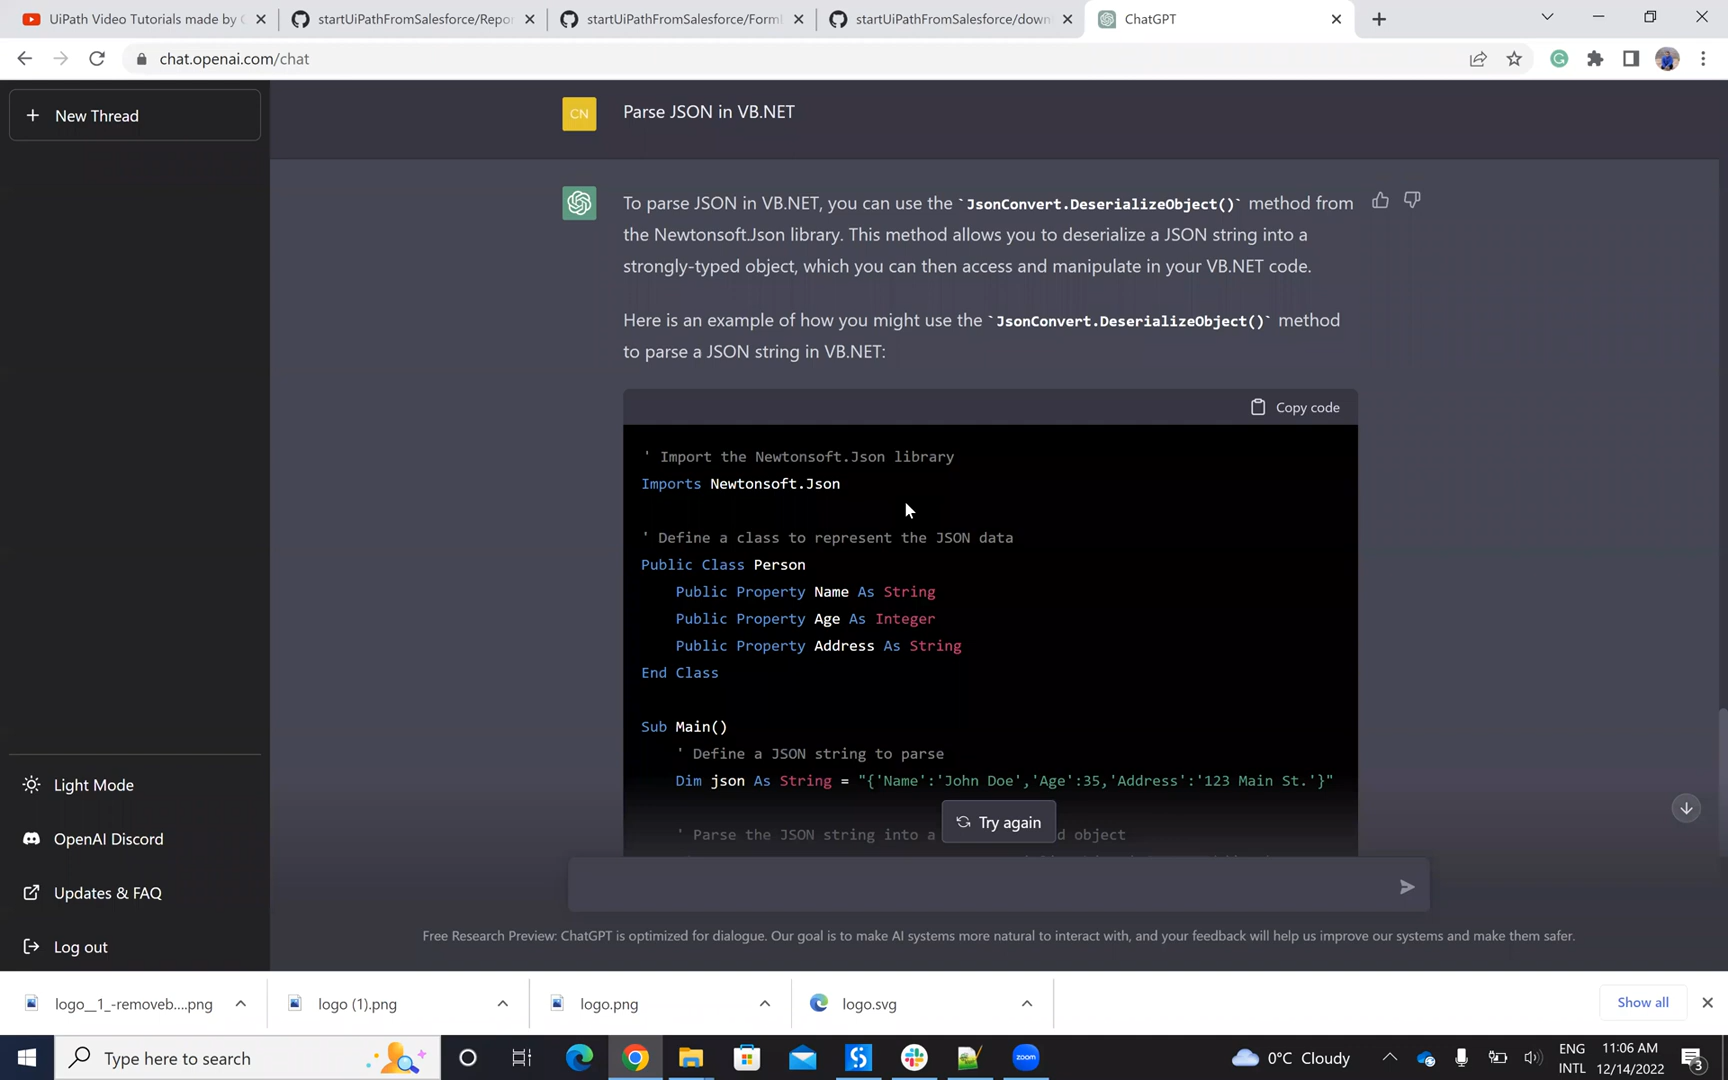 UiPath Video Tutorials made by C
startUiPathFromSalesforce/Repor
startUiPathFromSalesforce/Forml
startUiPathFromSalesforce/downl
ChatGPT
chat.openai.com/chat
New Thread
CN
Parse JSON in VB.NET
To parse JSON in VB.NET, you can use the `JsonConvert.DeserializeObject()` method from
the Newtonsoft.Json library. This method allows you to deserialize a JSON string into a
strongly-typed object, which you can then access and manipulate in your VB.NET code.
Here is an example of how you might use the `JsonConvert.DeserializeObject()` method
to parse a JSON string in VB.NET:
Copy code
' Import the Newtonsoft.Json library
Imports Newtonsoft.Json
' Define a class to represent the JSON data
Public Class Person
Public Property Name As String
Public Property Age As Integer
Public Property Address As String
End Class
Sub Main()
' Define a JSON string to parse
Dim json As String = "{'Name':'John Doe','Age':35,'Address':'123 Main St.'}"
' Parse the JSON string into a
object
Try again
Light Mode
OpenAI Discord
Updates & FAQ
Log out
Free Research Preview: ChatGPT is optimized for dialogue. Our goal is to make AI systems more natural to interact with, and your feedback will help us improve our systems and make them safer.
logo__1_-removeb....png
logo (1).png
logo.png
logo.svg
Show all
Type here to search
zoom
0°C Cloudy
ENG
INTL
11:06 AM
12/14/2022
3